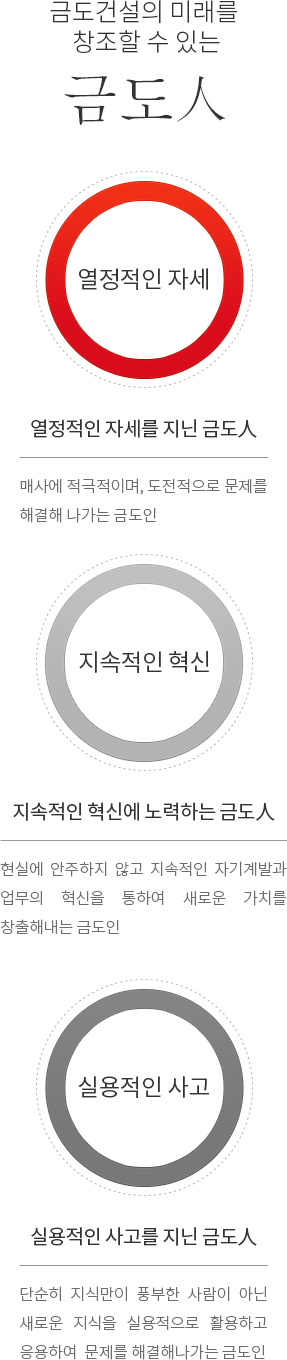 금도건설의 미래를
창조할 수 있는
금도人
열정적인 자세
열정적인 자세를 지닌 금도人
매사에 적극적이며, 도전적으로 문제를
해결해 나가는 금도인
지속적인 혁신
지속적인 혁신에 노력하는 금도人
현실에 안주하지 않고 지속적인 자기계발과
업무의 혁신을 통하여 새로운 가치를
창출해내는 금도인
실용적인 사고
실용적인 사고를 지닌 금도人
단순히 지식만이 풍부한 사람이 아닌
새로운 지식을 실용적으로 활용하고
응용하여 문제를 해결해나가는 금도인